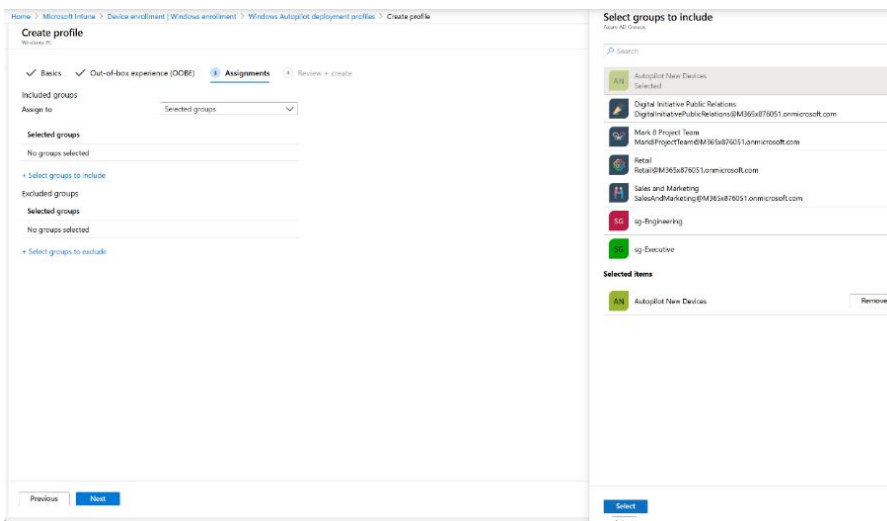 Home > Microsoft Intune > Device enrollment | Windows enrollment > Windows Autopilot deployment profiles > Create profile
Create profile
Windows PC
Basics
Out-of-box experience (OOBE)
3 Assignments
4 Review + create
Included groups
Assign to
Selected groups
Selected groups
No groups selected
+ Select groups to include
Excluded groups
Selected groups
No groups selected
+ Select groups to exclude
Previous
Next
Select groups to include
Azure AD Groups
Search
AN
Autopilot New Devices
Selected
Digital Initiative Public Relations
DigitalInitiativePublicRelations@M365x876051.onmicrosoft.com
Mark 8 Project Team
Mark8ProjectTeam@M365x876051.onmicrosoft.com
Retail
Retail@M365x876051.onmicrosoft.com
Sales and Marketing
SalesAndMarketing@M365x876051.onmicrosoft.com
SG
sg-Engineering
SG
sg-Executive
Selected items
AN
Autopilot New Devices
Remove
Select